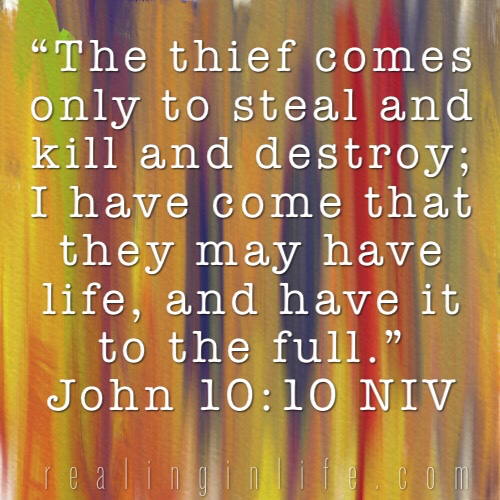 “The thief comes
only to steal and
kill and destroy;
I have come that
they may have
life, and have it
to the full.”
John 10:10 NIV
realinginlife.com